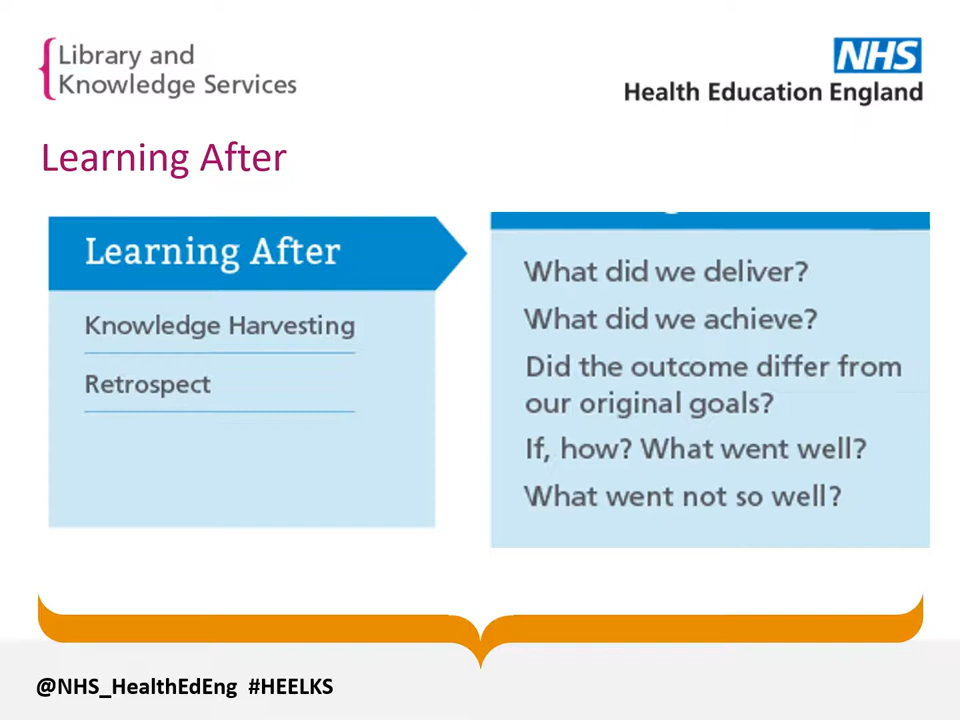 Library and
Knowledge Services
NHS
Health Education England
Learning After
Learning After
Knowledge Harvesting
Retrospect
What did we deliver?
What did we achieve?
Did the outcome differ from
our original goals?
If, how? What went well?
What went not so well?
@NHS_HealthEdEng #HEELKS